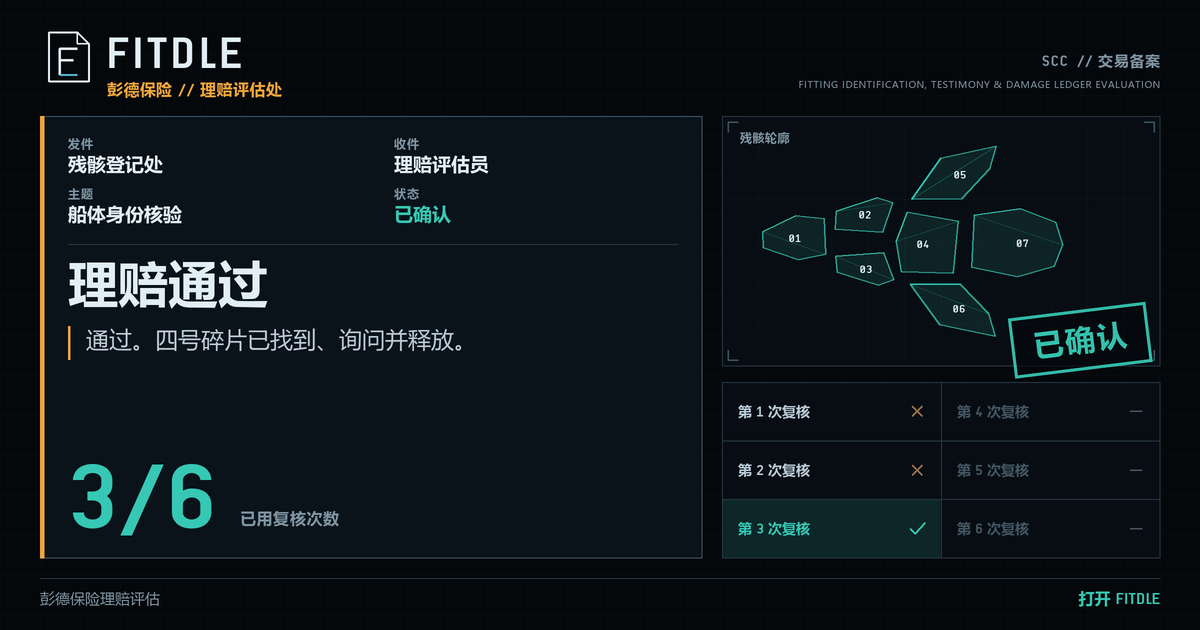 E
FITDLE
彭德保险 // 理赔评估处
SCC // 交易备案
FITTING IDENTIFICATION, TESTIMONY & DAMAGE LEDGER EVALUATION
发件
残骸登记处
收件
理赔评估员
主题
船体身份核验
状态
已确认
理赔通过
通过。四号碎片已找到、询问并释放。
3/6
已用复核次数
残骸轮廓
01
02
03
04
05
06
07
已确认
第 1 次复核 ×
第 2 次复核 ×
第 3 次复核 ✓
第 4 次复核 —
第 5 次复核 —
第 6 次复核 —
彭德保险理赔评估
打开 FITDLE